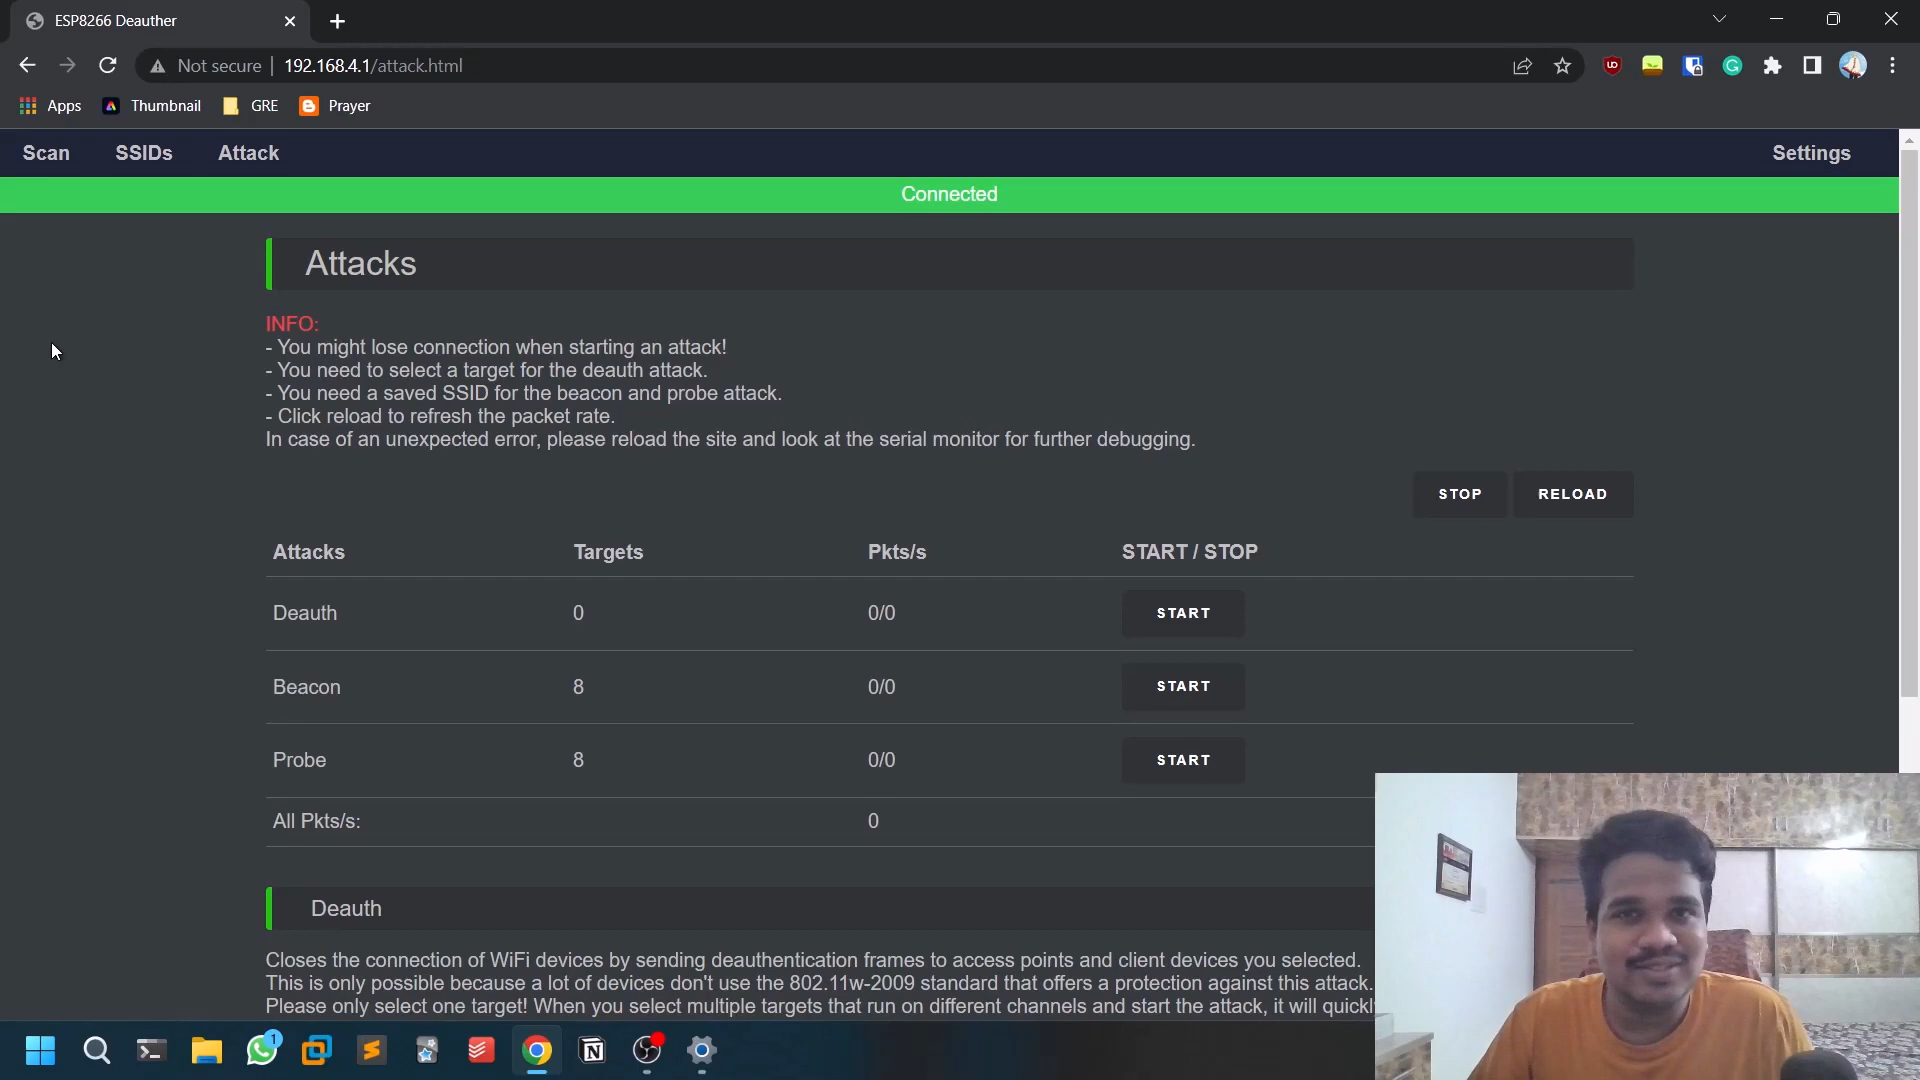 ESP8266 Deauther
Not secure
192.168.4.1/attack.html
Apps
Thumbnail
GRE
Prayer
Scan
SSIDs
Attack
Settings
Connected
Attacks
INFO:
- You might lose connection when starting an attack!
- You need to select a target for the deauth attack.
- You need a saved SSID for the beacon and probe attack.
- Click reload to refresh the packet rate.
In case of an unexpected error, please reload the site and look at the serial monitor for further debugging.
STOP
RELOAD
Attacks Targets Pkts/s START / STOP
Deauth 0 0/0 START
Beacon 8 0/0 START
Probe 8 0/0 START
All Pkts/s: 0
Deauth
Closes the connection of WiFi devices by sending deauthentication frames to access points and client devices you selected.
This is only possible because a lot of devices don't use the 802.11w-2009 standard that offers a protection against this attack.
Please only select one target! When you select multiple targets that run on different channels and start the attack, it will
1